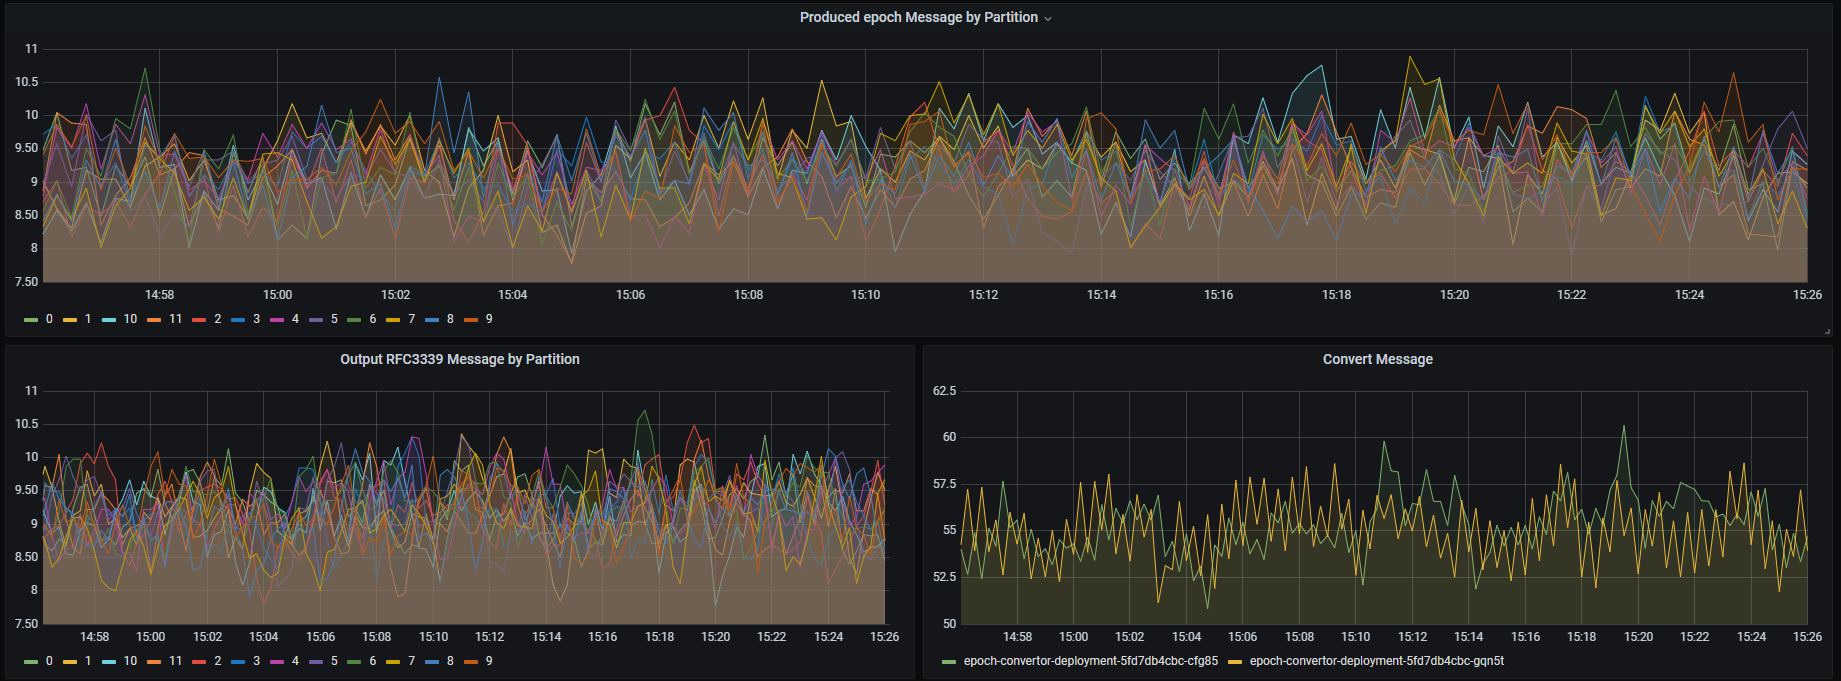 Produced epoch Message by Partition
11
10.5
10
9.50
9
8.50
8
7.50
14:58 15:00 15:02 15:04 15:06 15:08 15:10 15:12 15:14 15:16 15:18 15:20 15:22 15:24 15:26
0 1 10 11 2 3 4 5 6 7 8 9
Output RFC3339 Message by Partition
11
10.5
10
9.50
9
8.50
8
7.50
14:58 15:00 15:02 15:04 15:06 15:08 15:10 15:12 15:14 15:16 15:18 15:20 15:22 15:24 15:26
0 1 10 11 2 3 4 5 6 7 8 9
Convert Message
62.5
60
57.5
55
52.5
50
14:58 15:00 15:02 15:04 15:06 15:08 15:10 15:12 15:14 15:16 15:18 15:20 15:22 15:24 15:26
epoch-convertor-deployment-5fd7db4cbc-cfg85 epoch-convertor-deployment-5fd7db4cbc-gqn5t